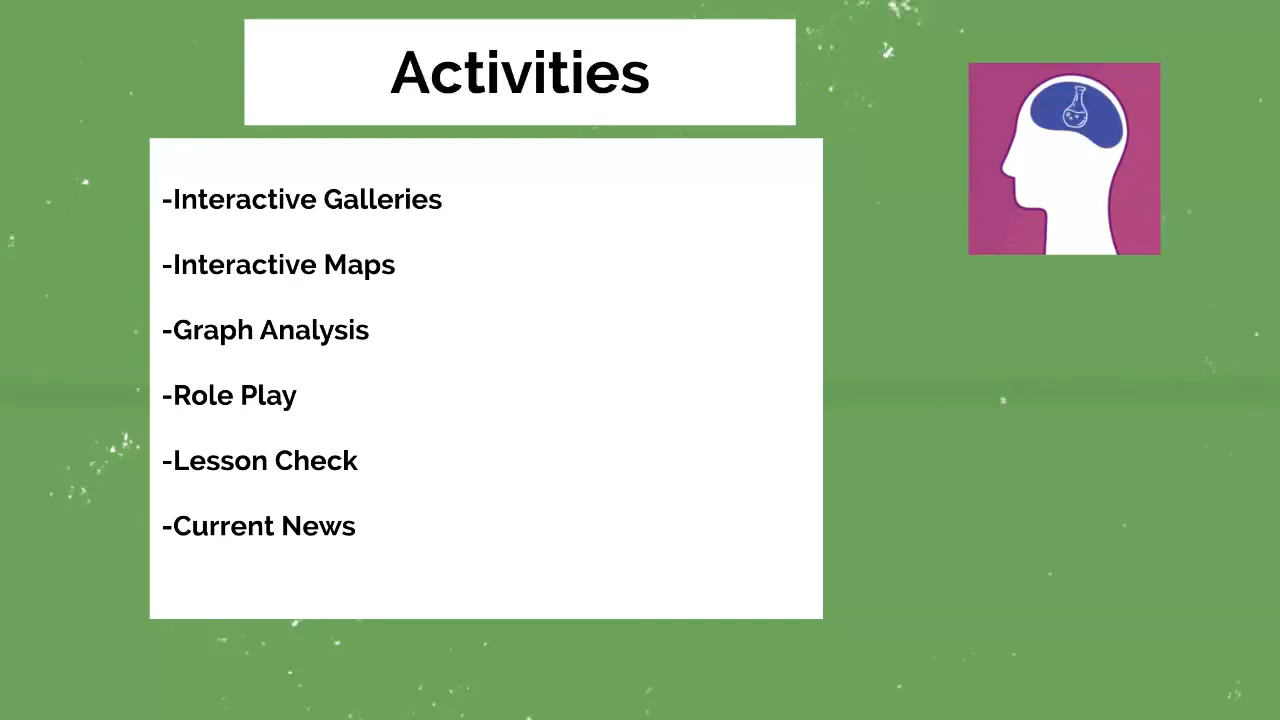 Activities
-Interactive Galleries
-Interactive Maps
-Graph Analysis
-Role Play
-Lesson Check
-Current News